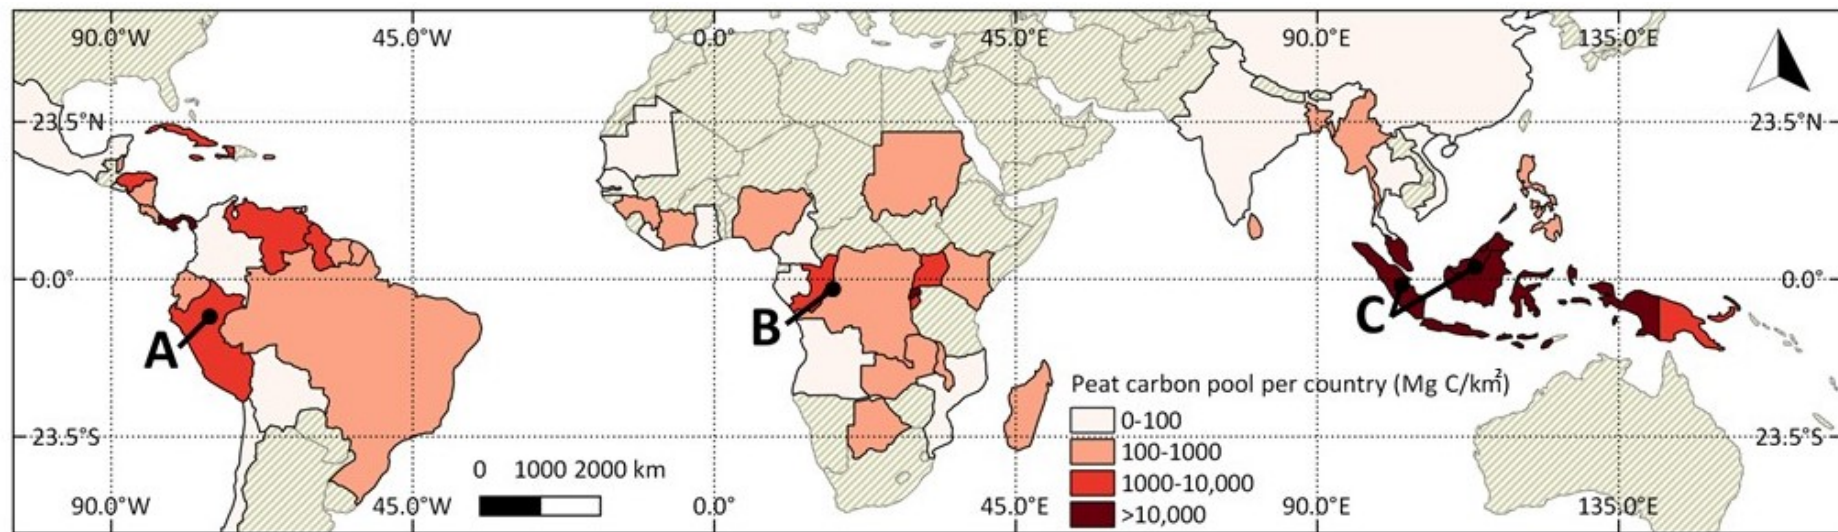 90.0°W 45.0°W 0.0° 45.0°E 90.0°E 135.0°E
23.5°N 23.5°N
0.0° 0.0°
A B C
Peat carbon pool per country (Mg C/km²)
0-100
23.5°S 23.5°S
100-1000
0 1000 2000 km
1000-10,000
90.0°W 45.0°W 0.0° 45.0°E 90.0°E 135.0°E
>10,000